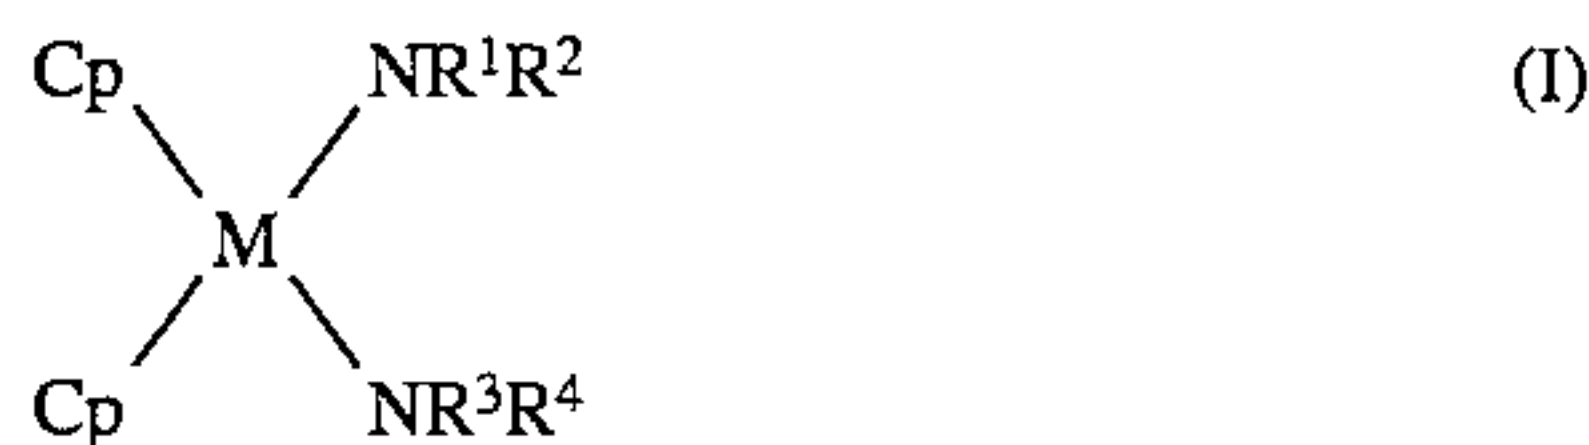 Cp NR¹R² (I)
M
Cp NR³R⁴